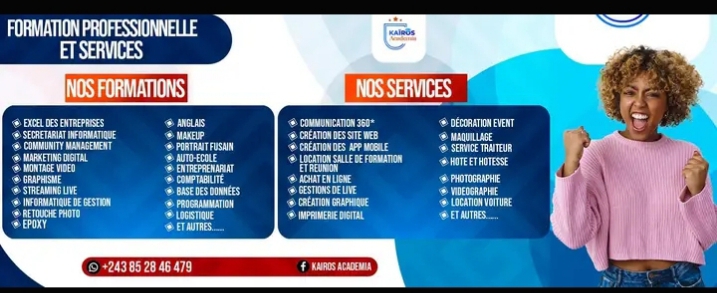 FORMATION PROFESSIONNELLE
ET SERVICES
KAÏROS
Academia
NOS FORMATIONS
EXCEL DES ENTREPRISES
SECRETARIAT INFORMATIQUE
COMMUNITY MANAGEMENT
MARKETING DIGITAL
MONTAGE VIDEO
GRAPHISME
STREAMING LIVE
INFORMATIQUE DE GESTION
RETOUCHE PHOTO
EPOXY
ANGLAIS
MAKEUP
PORTRAIT FUSAIN
AUTO-ECOLE
ENTREPRENARIAT
COMPTABILITÉ
BASE DES DONNÉES
PROGRAMMATION
LOGISTIQUE
ET AUTRES......
NOS SERVICES
COMMUNICATION 360°
CRÉATION DES SITE WEB
CRÉATION DES APP MOBILE
LOCATION SALLE DE FORMATION
ET REUNION
ACHAT EN LIGNE
GESTIONS DE LIVE
CRÉATION GRAPHIQUE
IMPRIMERIE DIGITAL
DÉCORATION EVENT
MAQUILLAGE
SERVICE TRAITEUR
HOTE ET HOTESSE
PHOTOGRAPHIE
VIDEOGRAPHIE
LOCATION VOITURE
ET AUTRES......
+243 85 28 46 479
KAIROS ACADEMIA